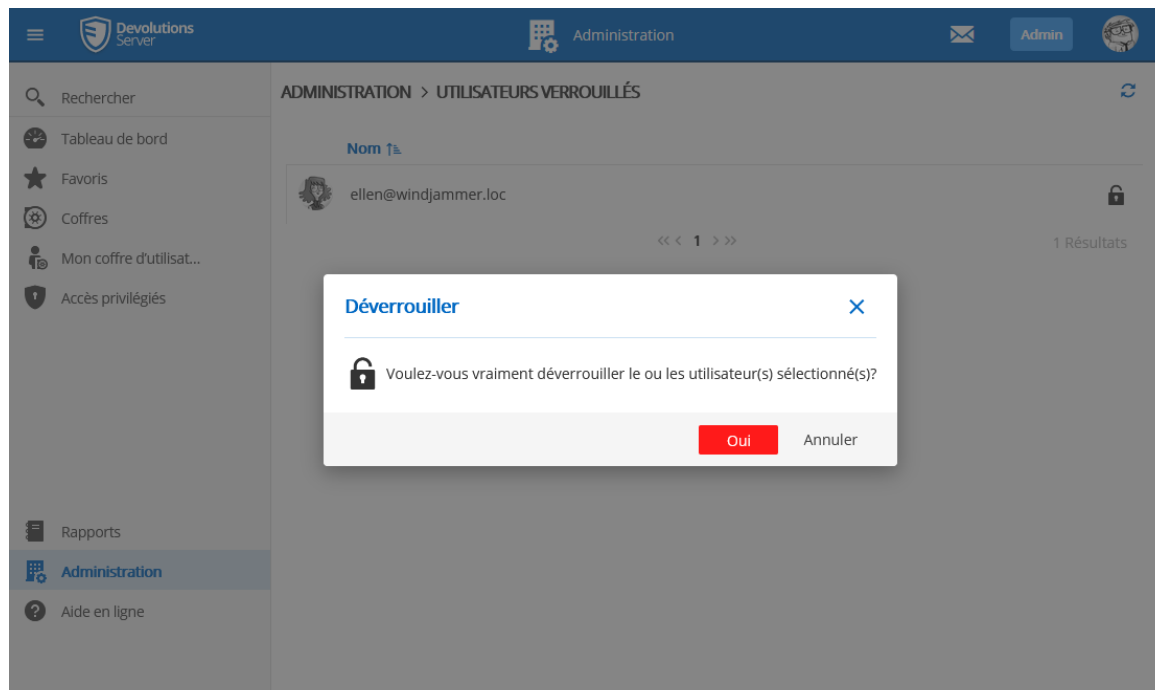 Devolutions
Server
Administration
Admin
Rechercher
Tableau de bord
Favoris
Coffres
Mon coffre d'utilisat...
Accès privilégiés
Rapports
Administration
Aide en ligne
ADMINISTRATION > UTILISATEURS VERROUILLÉS
Nom
ellen@windjammer.loc
<< < 1 > >>
1 Résultats
Déverrouiller
Voulez-vous vraiment déverrouiller le ou les utilisateur(s) sélectionné(s)?
Oui Annuler